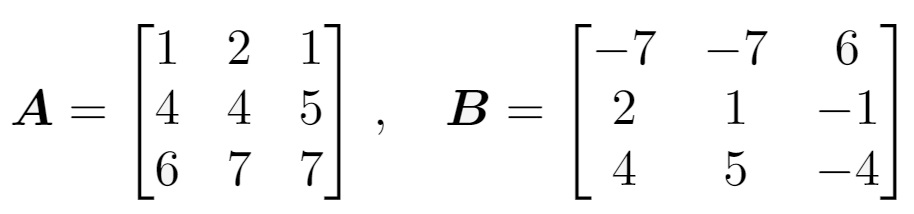 A = [1 2 1; 4 4 5; 6 7 7] , B = [−7 −7 6; 2 1 −1; 4 5 −4]